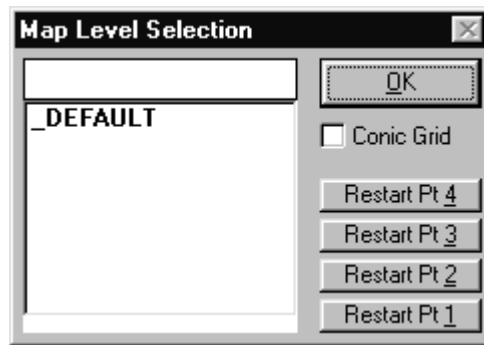 Map Level Selection
_DEFAULT
OK
Conic Grid
Restart Pt 4
Restart Pt 3
Restart Pt 2
Restart Pt 1